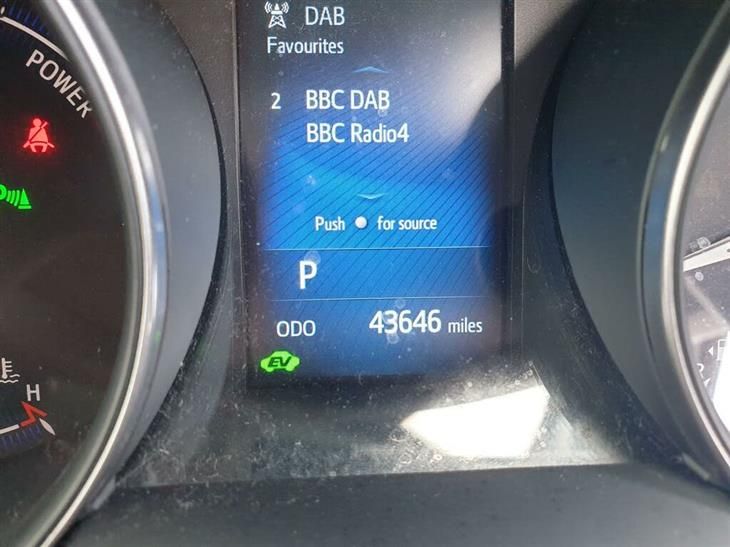 DAB
Favourites
POWER
2 BBC DAB
BBC Radio4
Push for source
P
ODO 43646 miles
EV
H